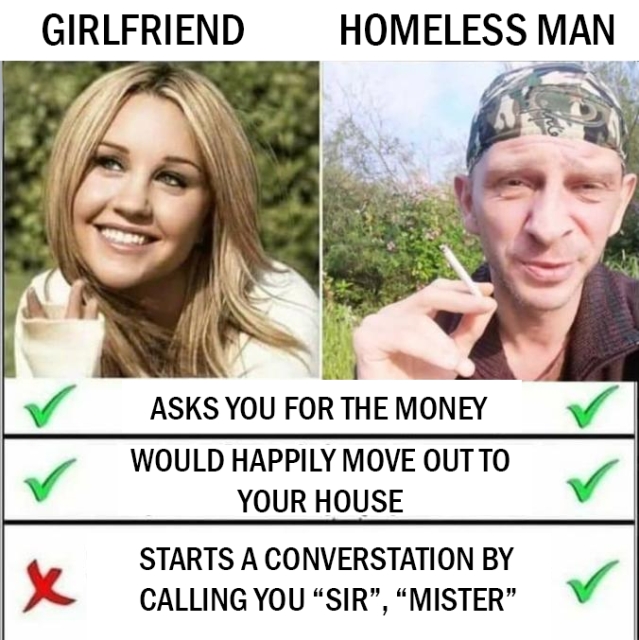 GIRLFRIEND
HOMELESS MAN
ASKS YOU FOR THE MONEY
WOULD HAPPILY MOVE OUT TO
YOUR HOUSE
STARTS A CONVERSTATION BY
CALLING YOU “SIR”, “MISTER”